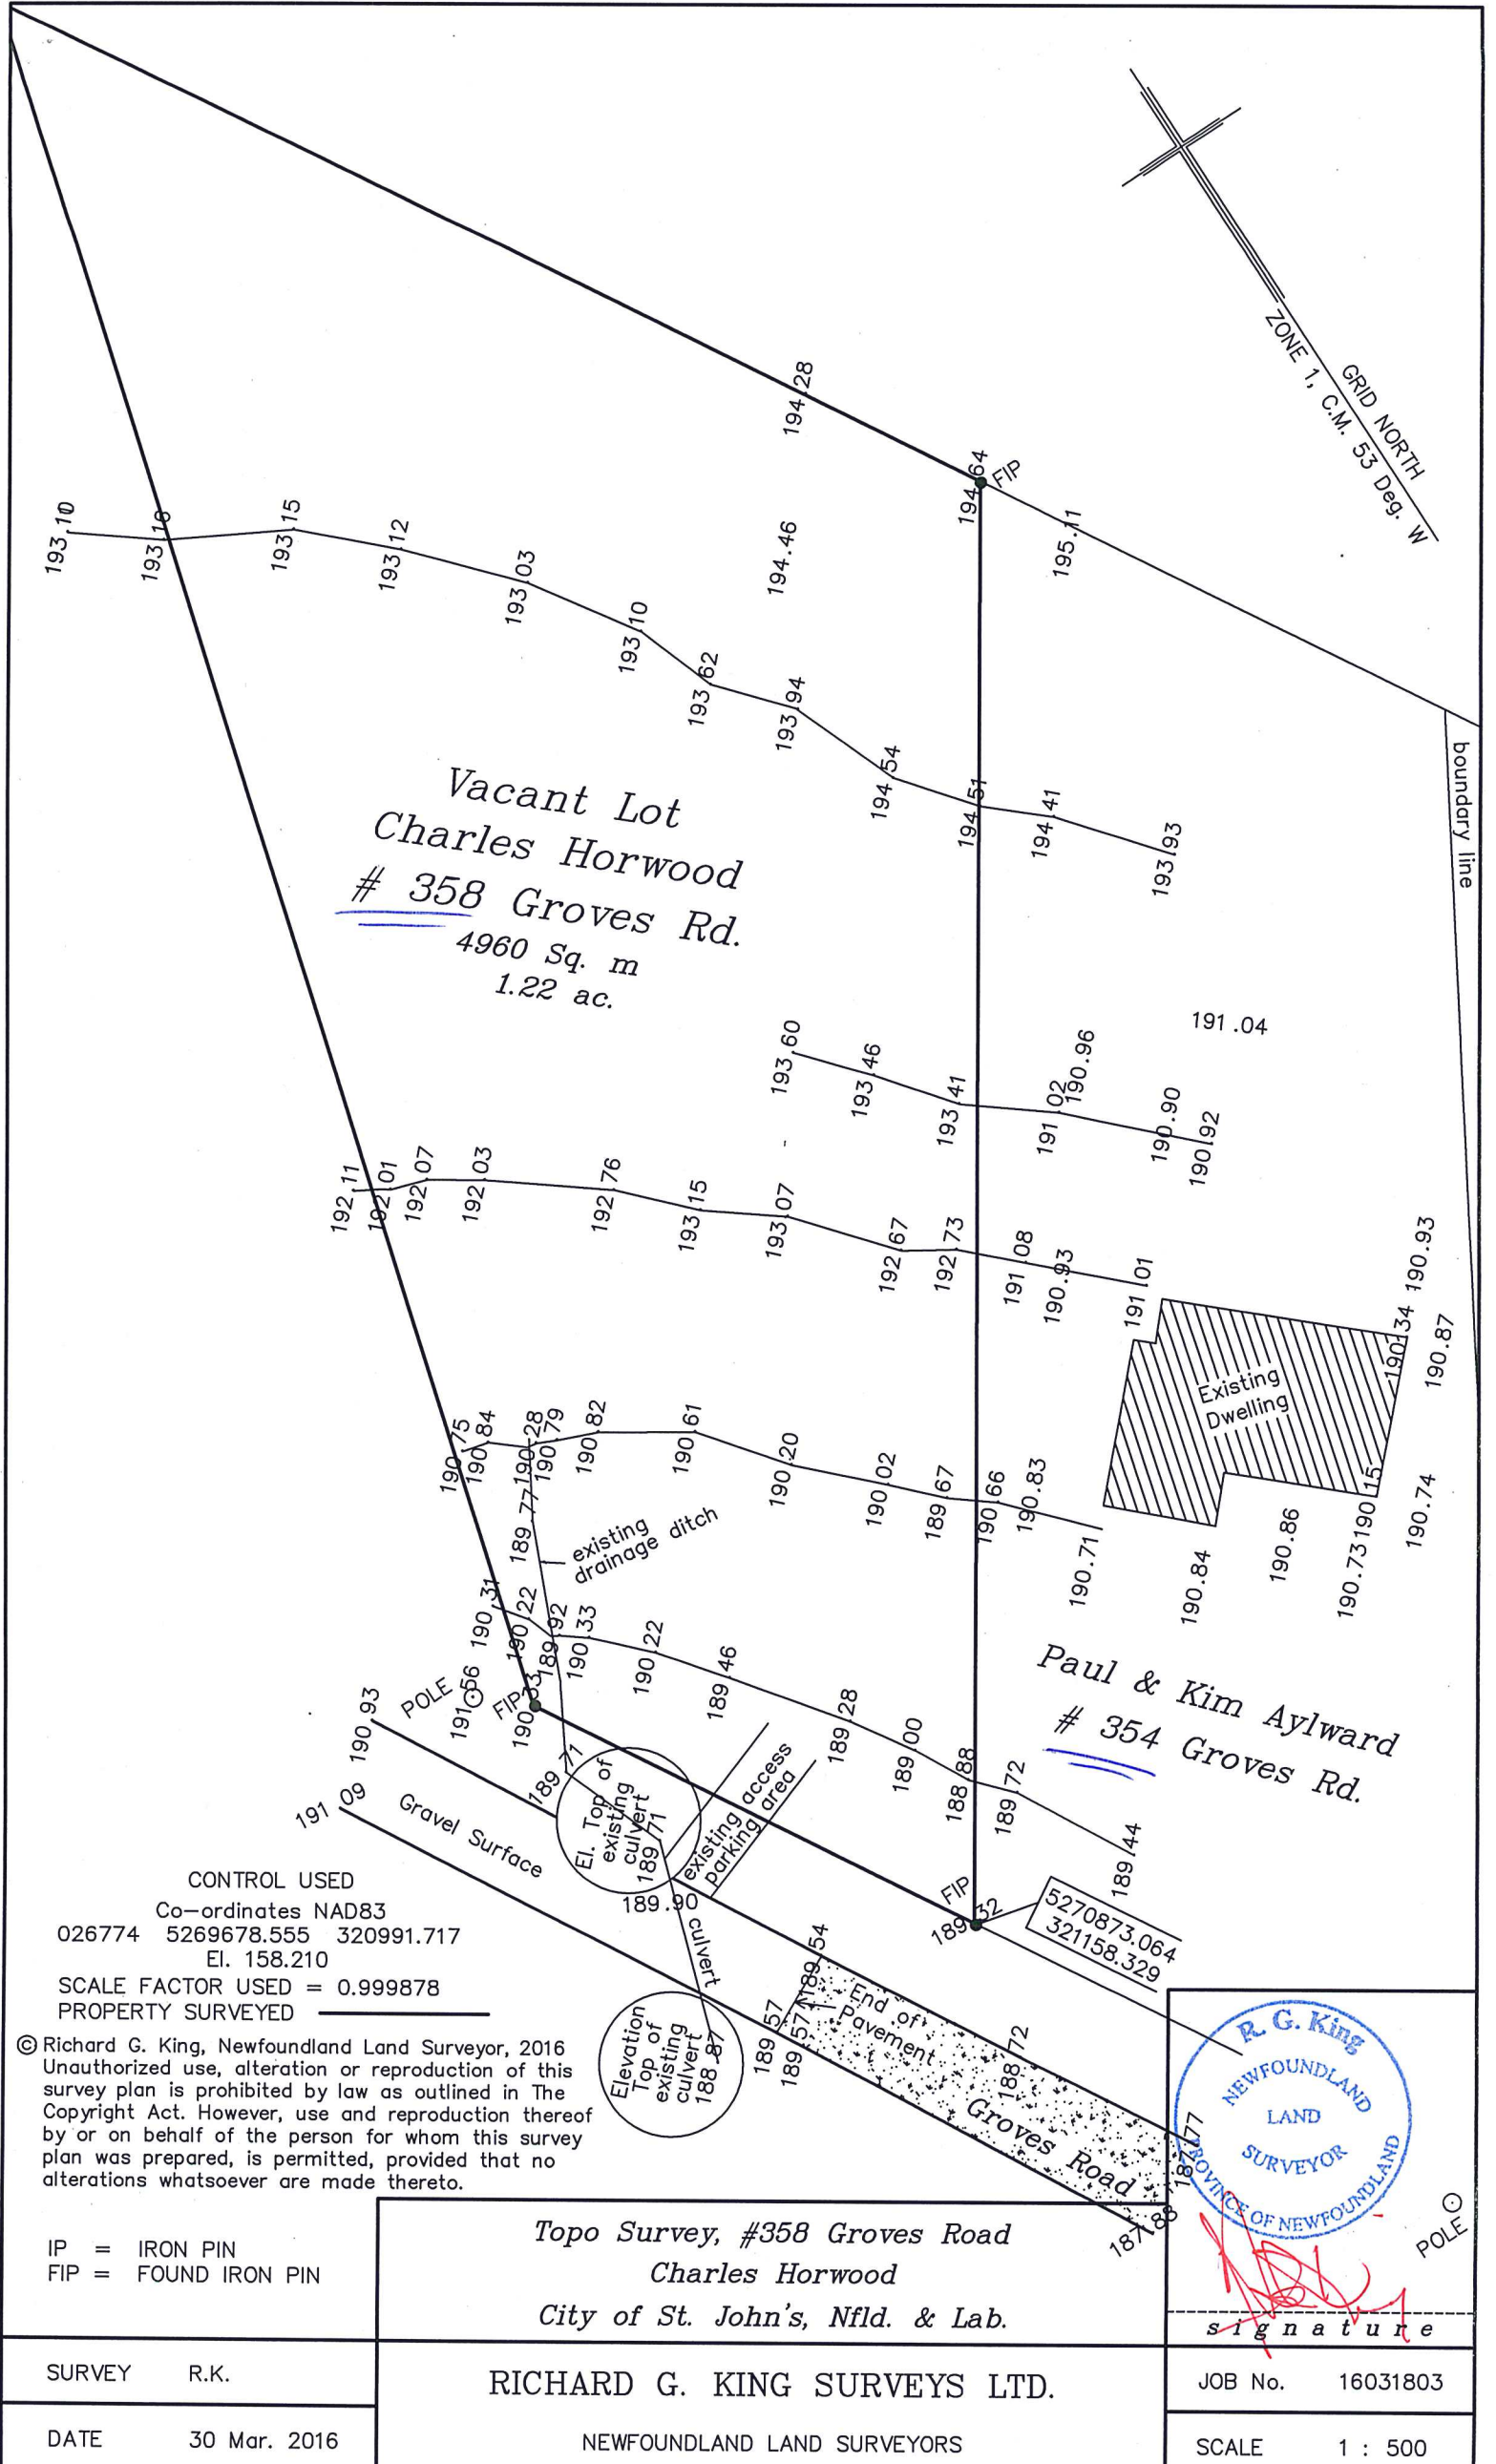 GRID NORTH
ZONE 1, C.M. 53 Deg. W
194.28
194.64
FIP
195.11
194.46
193.10
193.16
193.15
193.12
193.03
193.10
193.62
193.94
194.54
194.51
194.41
193.93
boundary line
Vacant Lot
Charles Horwood
# 358 Groves Rd.
4960 Sq. m
1.22 ac.
191.04
193.60
193.46
193.41
191.02
190.96
190.90
190.92
192.11
192.01
192.07
192.03
192.76
193.15
193.07
192.67
192.73
191.08
190.93
191.01
190.93
190.34
190.87
Existing
Dwelling
190.75
190.84
190.28
190.79
190.82
190.61
190.20
190.02
189.67
190.66
190.83
190.71
190.84
190.86
190.73
190.15
190.74
189.77
existing
drainage ditch
190.31
190.22
189.92
190.33
190.22
189.46
189.28
189.00
188.88
189.72
189.44
Paul & Kim Aylward
# 354 Groves Rd.
POLE
191.56
FIP
190.33
190.93
191.09
Gravel Surface
189.71
El. Top of
existing
culvert
189.71
existing access
parking area
189.90
culvert
FIP
189.32
5270873.064
321158.329
Elevation
Top of
existing
culvert
188.87
189.57
189.57
189.54
End of
Pavement
188.72
Groves Road
187.77
187.88
CONTROL USED
Co-ordinates NAD83
026774 5269678.555 320991.717
El. 158.210
SCALE FACTOR USED = 0.999878
PROPERTY SURVEYED
© Richard G. King, Newfoundland Land Surveyor, 2016
Unauthorized use, alteration or reproduction of this
survey plan is prohibited by law as outlined in The
Copyright Act. However, use and reproduction thereof
by or on behalf of the person for whom this survey
plan was prepared, is permitted, provided that no
alterations whatsoever are made thereto.
IP = IRON PIN
FIP = FOUND IRON PIN
R. G. King
NEWFOUNDLAND
LAND
SURVEYOR
PROVINCE OF NEWFOUNDLAND
POLE
signature
Topo Survey, #358 Groves Road
Charles Horwood
City of St. John's, Nfld. & Lab.
SURVEY R.K.
DATE 30 Mar. 2016
RICHARD G. KING SURVEYS LTD.
NEWFOUNDLAND LAND SURVEYORS
JOB No. 16031803
SCALE 1 : 500